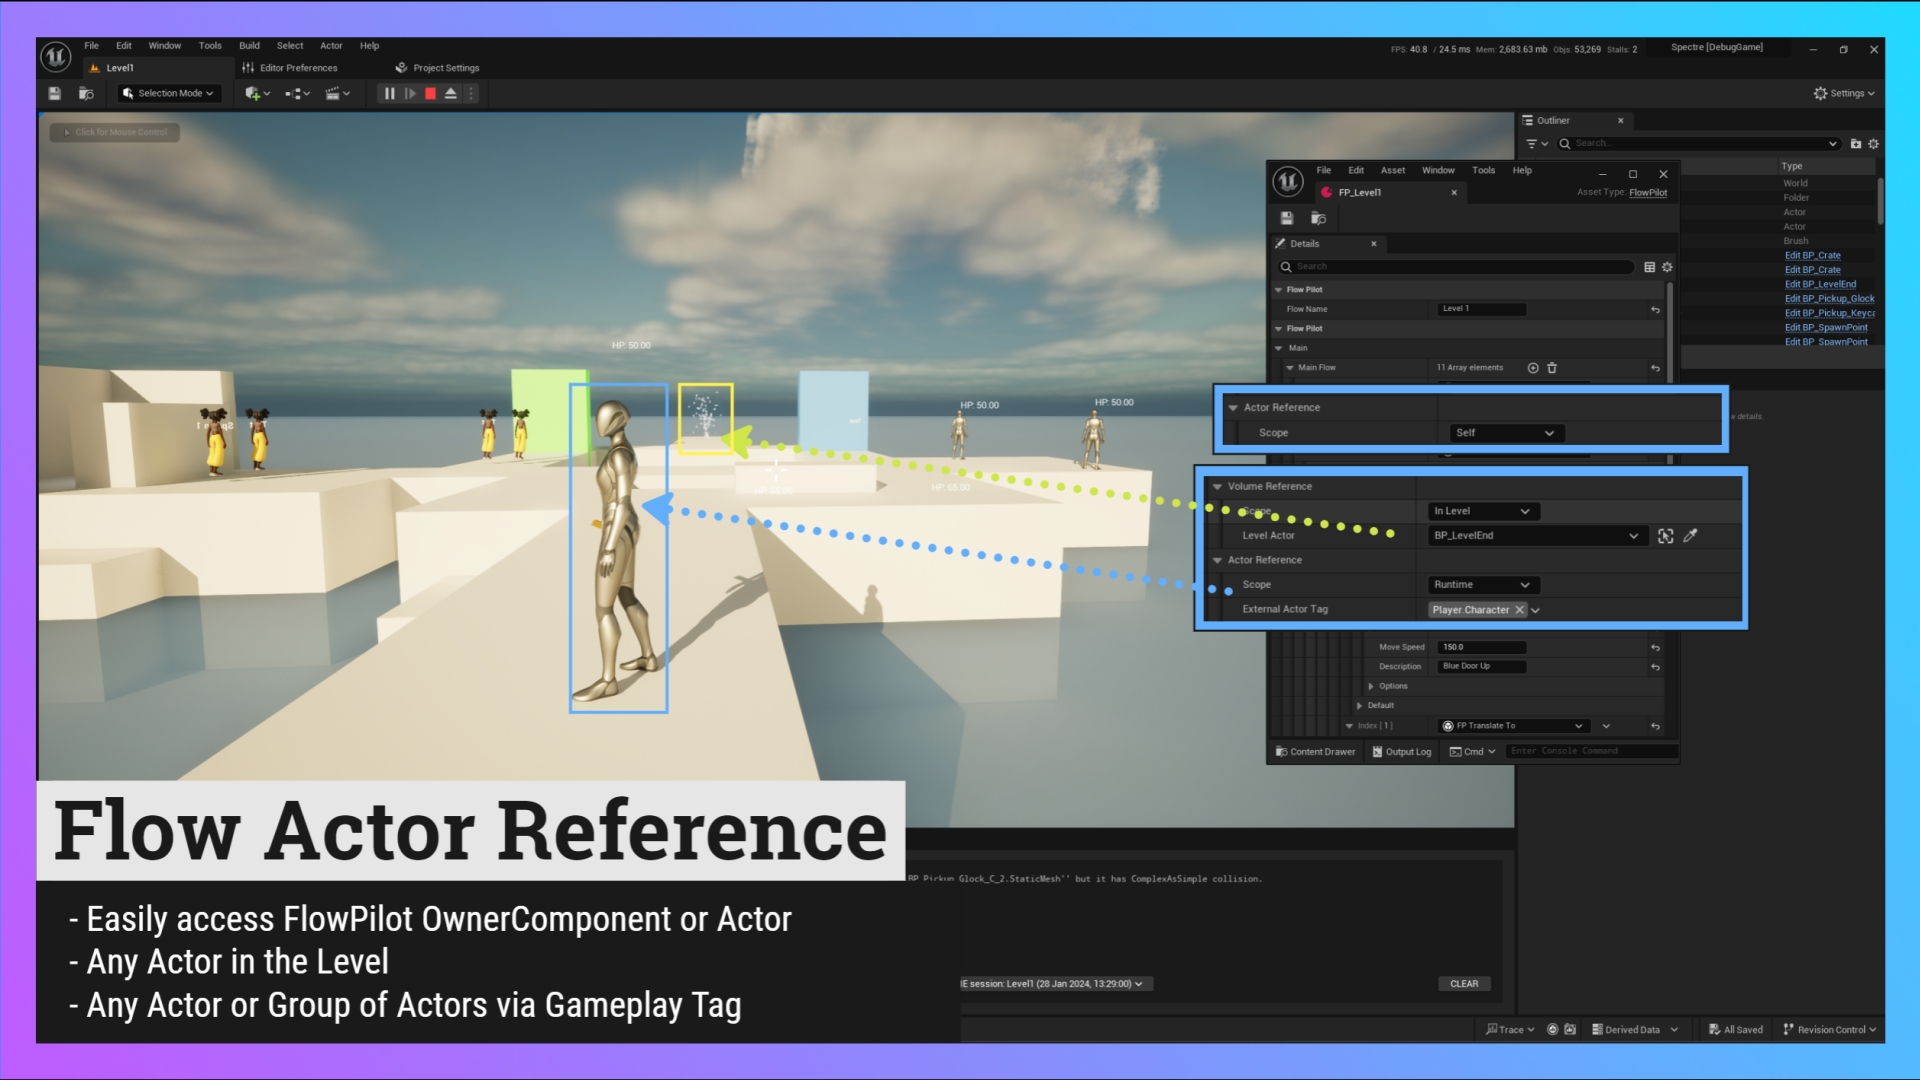 File Edit Window Tools Build Select Actor Help
FPS: 40.8 / 24.5 ms Mem: 2,683.63 mb Objs: 53,269 Stalls: 2
Spectre [DebugGame]
Level1
Editor Preferences
Project Settings
Selection Mode
Settings
Click for Mouse Control
Outliner
Search...
Type
World
Folder
Actor
Actor
Brush
Edit BP_Crate
Edit BP_Crate
Edit BP_LevelEnd
Edit BP_Pickup_Glock
Edit BP_Pickup_Keyca
Edit BP_SpawnPoint
Edit BP_SpawnPoint
e details.
File Edit Asset Window Tools Help
FP_Level1
Asset Type: FlowPilot
Details
Search
Flow Pilot
Flow Name Level 1
Flow Pilot
Main
Main Flow 11 Array elements
Actor Reference
Scope Self
Volume Reference
Scope In Level
Level Actor BP_LevelEnd
Actor Reference
Scope Runtime
External Actor Tag Player.Character
Move Speed 150.0
Description Blue Door Up
Options
Default
Index [ 1 ] FP Translate To
Content Drawer Output Log Cmd Enter Console Command
HP: 50.00
HP: 50.00
HP: 50.00
HP: 65.00
Flow Actor Reference
- Easily access FlowPilot OwnerComponent or Actor
- Any Actor in the Level
- Any Actor or Group of Actors via Gameplay Tag
BP_Pickup_Glock_C_2.StaticMesh'' but it has ComplexAsSimple collision.
IE session: Level1 (28 Jan 2024, 13:29:00)
CLEAR
Trace Derived Data All Saved Revision Control